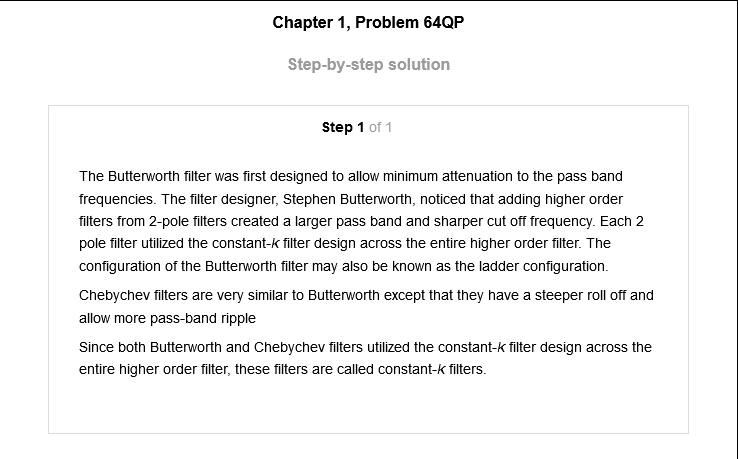 Chapter 1, Problem 64QP
Step-by-step solution
Step 1 of 1
The Butterworth filter was first designed to allow minimum attenuation to the pass band
frequencies. The filter designer, Stephen Butterworth, noticed that adding higher order
filters from 2-pole filters created a larger pass band and sharper cut off frequency. Each 2
pole filter utilized the constant-k filter design across the entire higher order filter. The
configuration of the Butterworth filter may also be known as the ladder configuration.
Chebychev filters are very similar to Butterworth except that they have a steeper roll off and
allow more pass-band ripple
Since both Butterworth and Chebychev filters utilized the constant-k filter design across the
entire higher order filter, these filters are called constant-k filters.